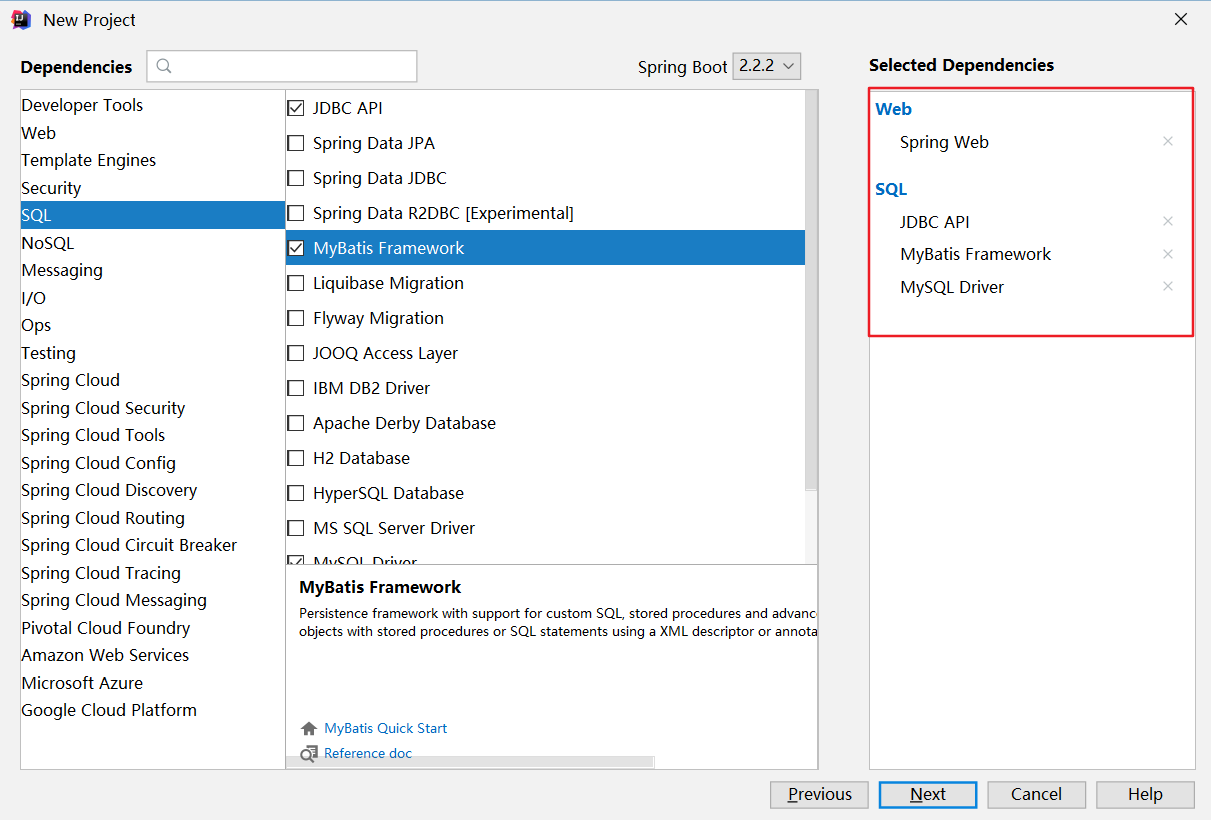 New Project
Dependencies
Spring Boot 2.2.2
Selected Dependencies
Developer Tools
Web
Template Engines
Security
SQL
NoSQL
Messaging
I/O
Ops
Testing
Spring Cloud
Spring Cloud Security
Spring Cloud Tools
Spring Cloud Config
Spring Cloud Discovery
Spring Cloud Routing
Spring Cloud Circuit Breaker
Spring Cloud Tracing
Spring Cloud Messaging
Pivotal Cloud Foundry
Amazon Web Services
Microsoft Azure
Google Cloud Platform
JDBC API
Spring Data JPA
Spring Data JDBC
Spring Data R2DBC [Experimental]
MyBatis Framework
Liquibase Migration
Flyway Migration
JOOQ Access Layer
IBM DB2 Driver
Apache Derby Database
H2 Database
HyperSQL Database
MS SQL Server Driver
MySQL Driver
MyBatis Framework
Persistence framework with support for custom SQL, stored procedures and advanc
objects with stored procedures or SQL statements using a XML descriptor or annota
MyBatis Quick Start
Reference doc
Web
Spring Web
SQL
JDBC API
MyBatis Framework
MySQL Driver
Previous
Next
Cancel
Help